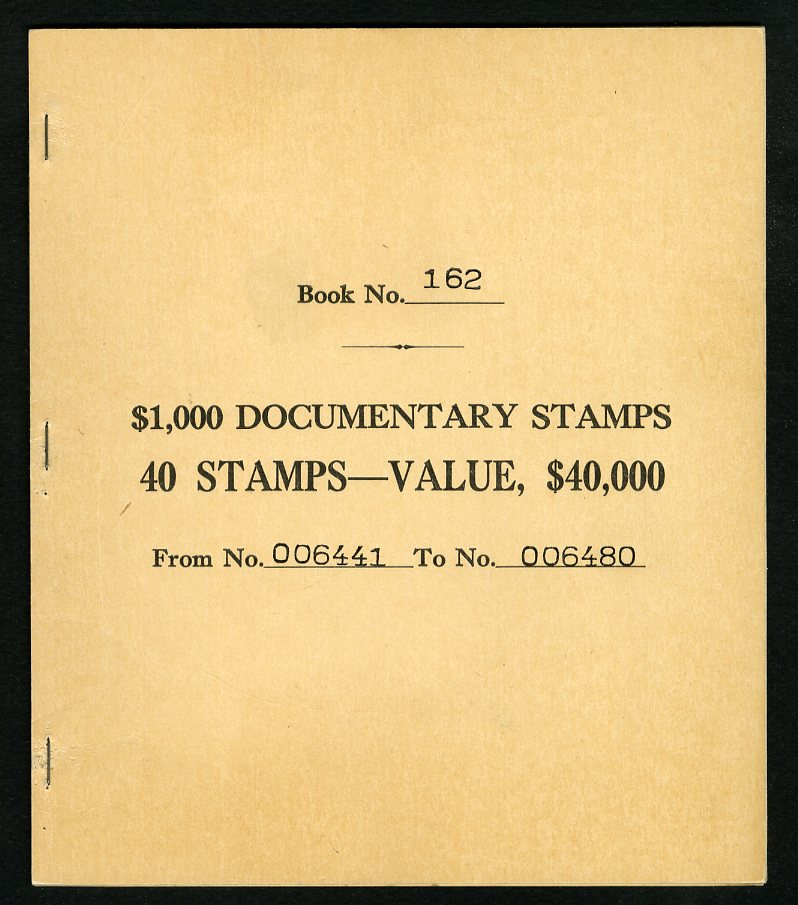 Book No. 162
$1,000 DOCUMENTARY STAMPS
40 STAMPS—VALUE, $40,000
From No. 006441 To No. 006480